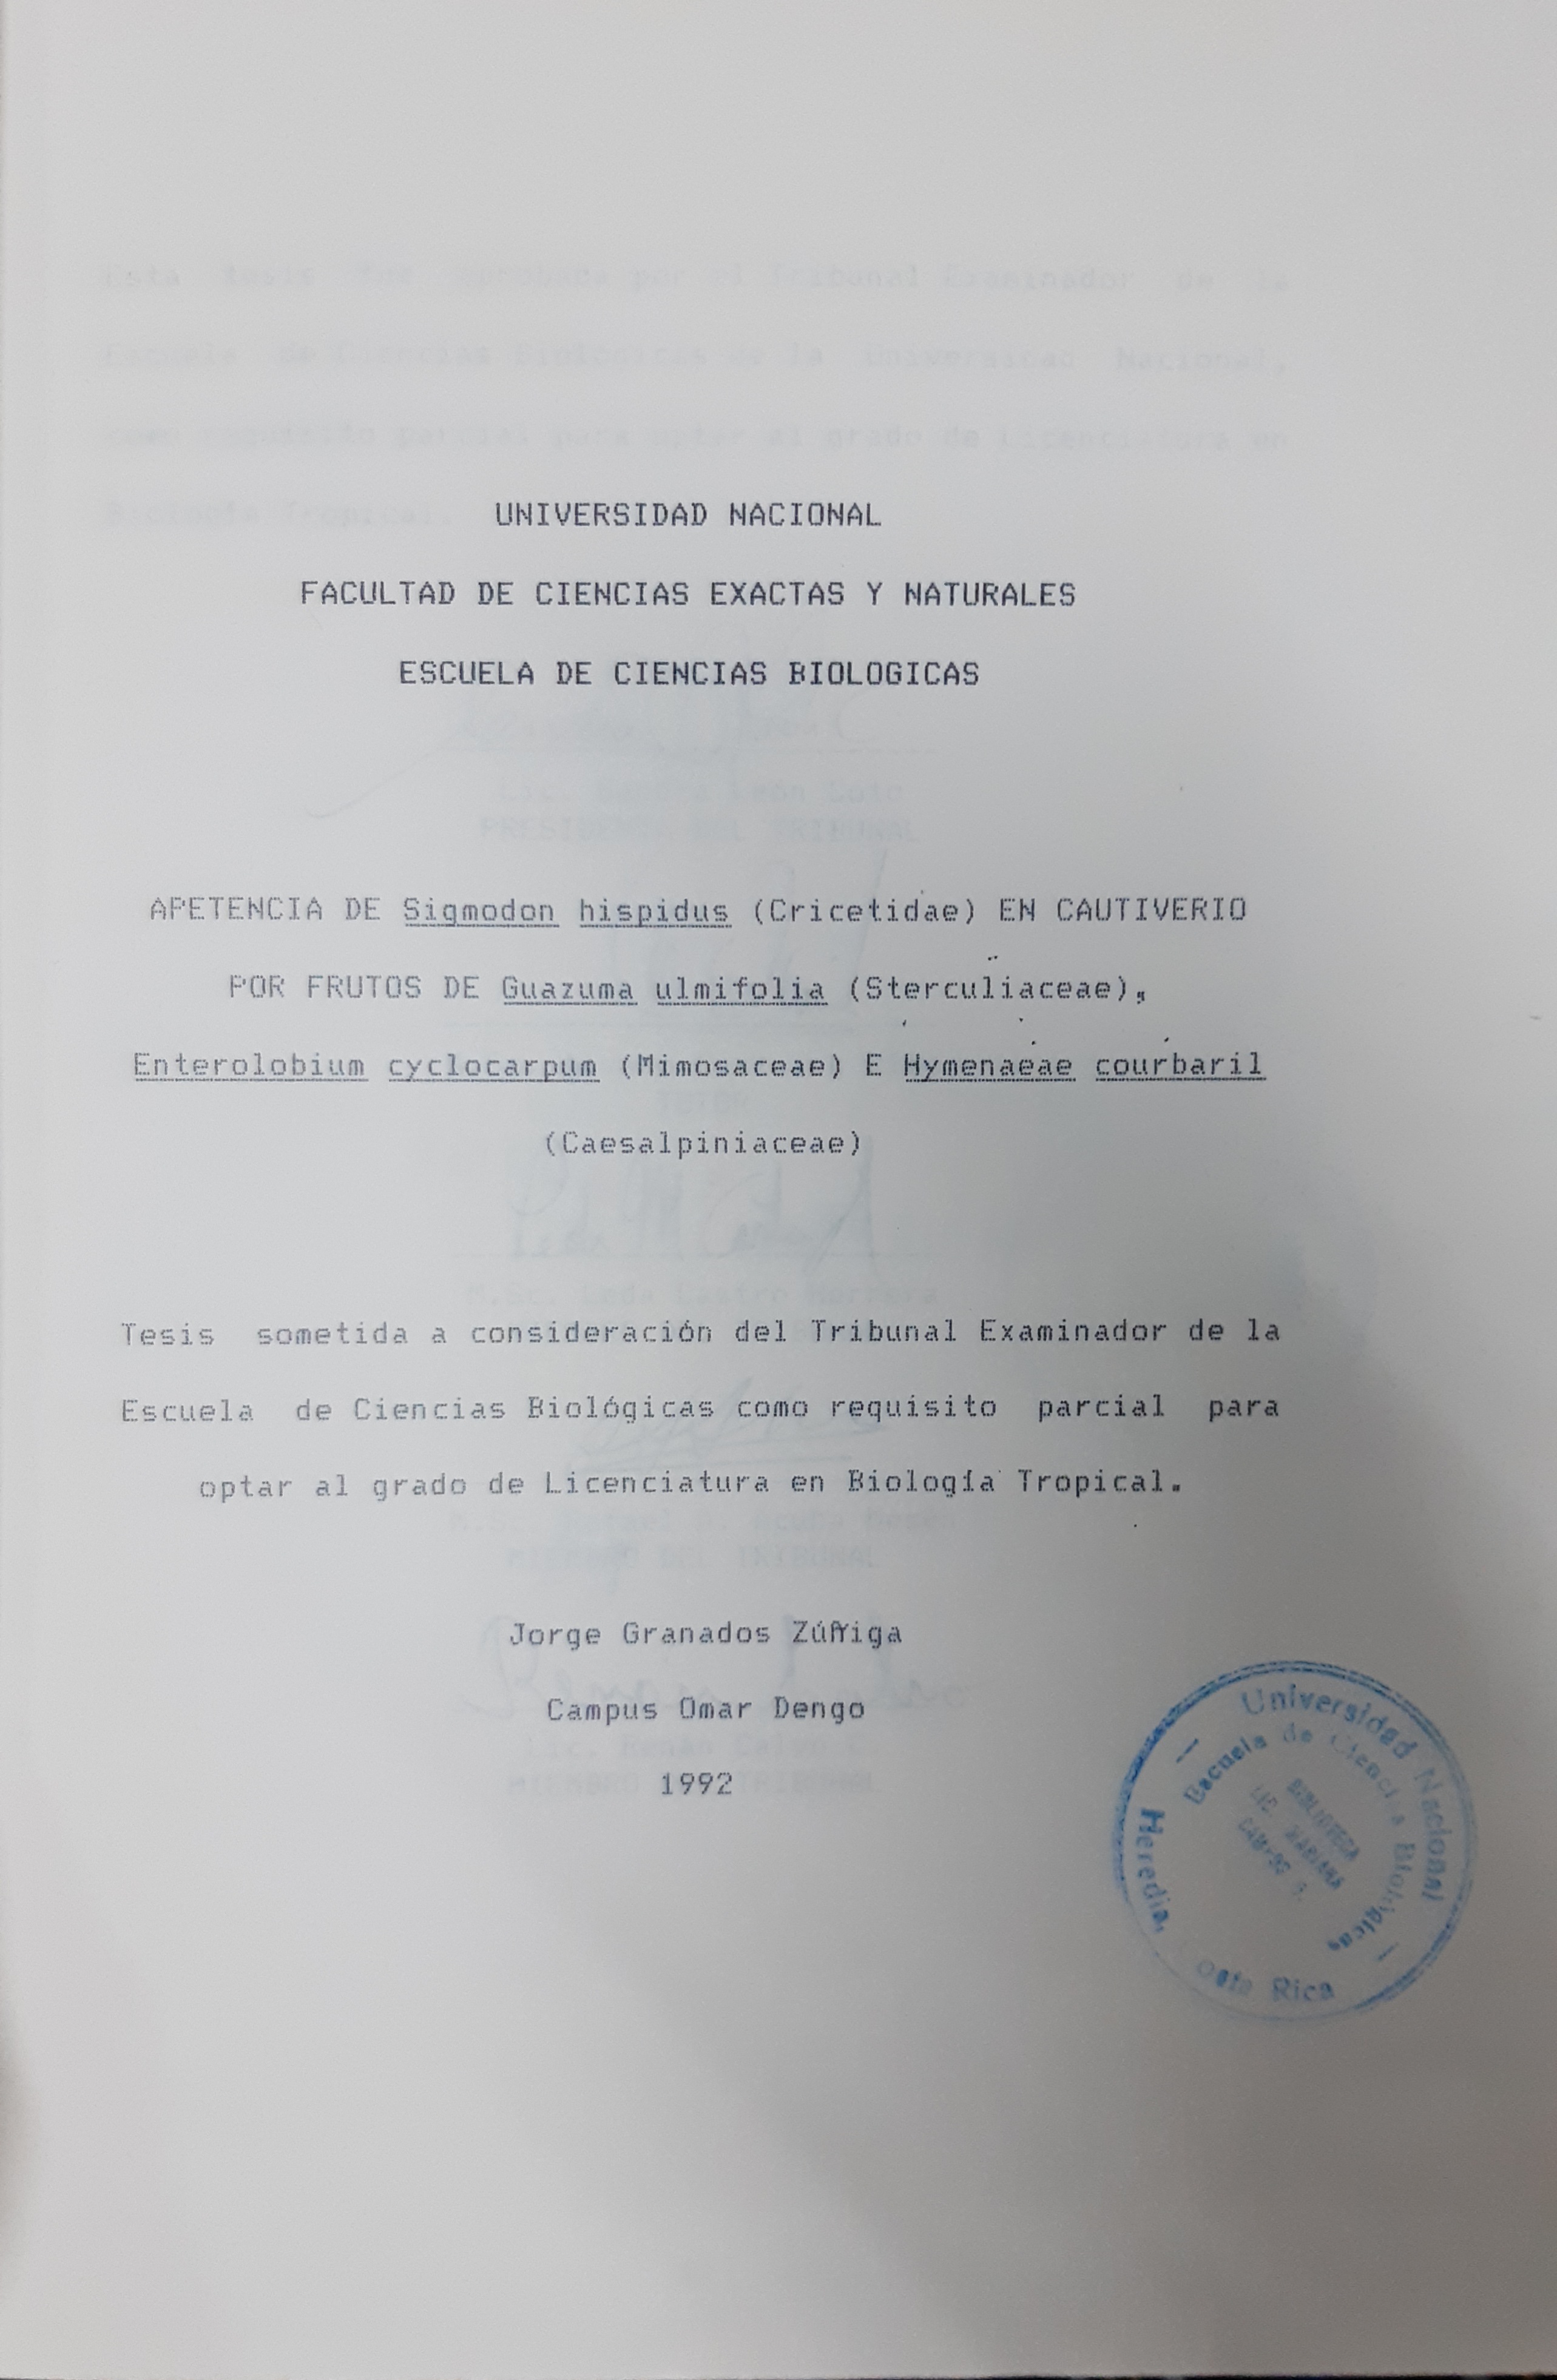 UNIVERSIDAD NACIONAL
FACULTAD DE CIENCIAS EXACTAS Y NATURALES
ESCUELA DE CIENCIAS BIOLOGICAS
APETENCIA DE Sigmodon hispidus (Cricetidae) EN CAUTIVERIO
POR FRUTOS DE Guazuma ulmifolia (Sterculiaceae),
Enterolobium cyclocarpum (Mimosaceae) E Hymenaeae courbaril
(Caesalpiniaceae)
Tesis sometida a consideración del Tribunal Examinador de la
Escuela de Ciencias Biológicas como requisito parcial para
optar al grado de Licenciatura en Biología Tropical.
Jorge Granados Zúñiga
Campus Omar Dengo
1992
Universidad Nacional
Escuela de Ciencias Biológicas
BIBLIOTECA
LIC. MARIANA
Heredia, Costa Rica